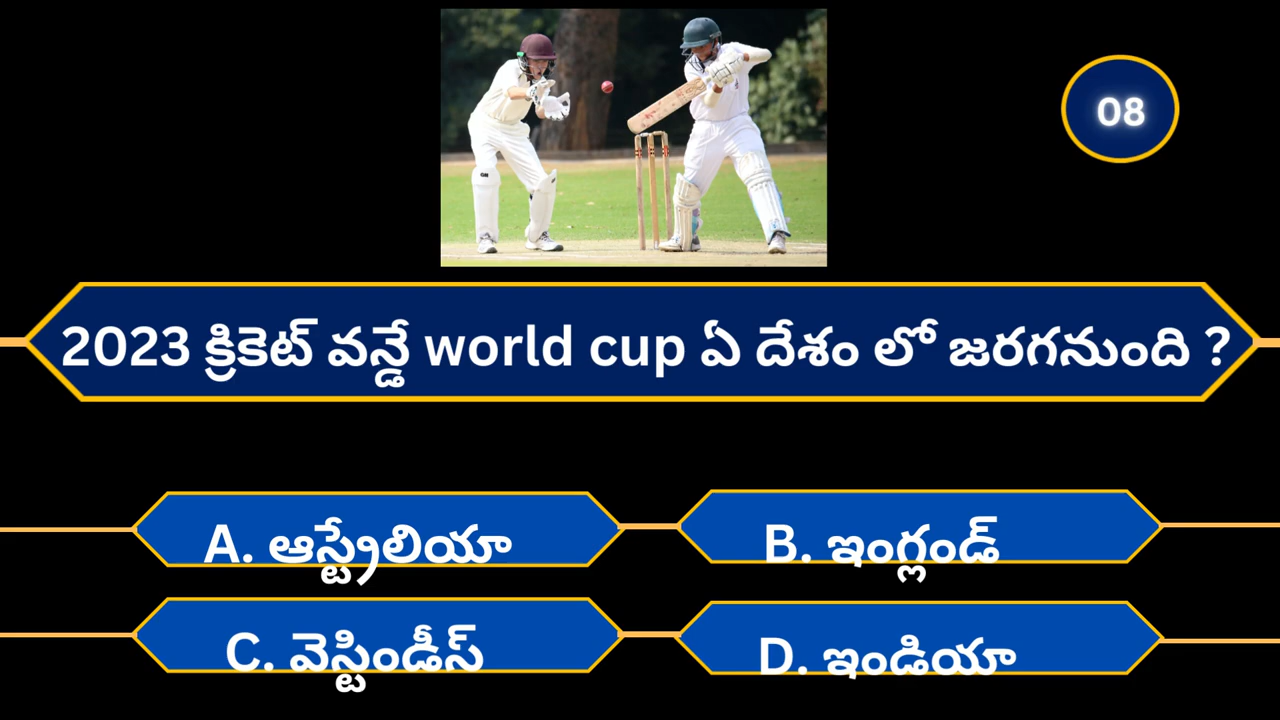 08
2023 క్రికెట్ వన్డే world cup ఏ దేశం లో జరగనుంది ?
A. ఆస్ట్రేలియా
B. ఇంగ్లండ్
C. వెస్టిండీస్
D. ఇండియా